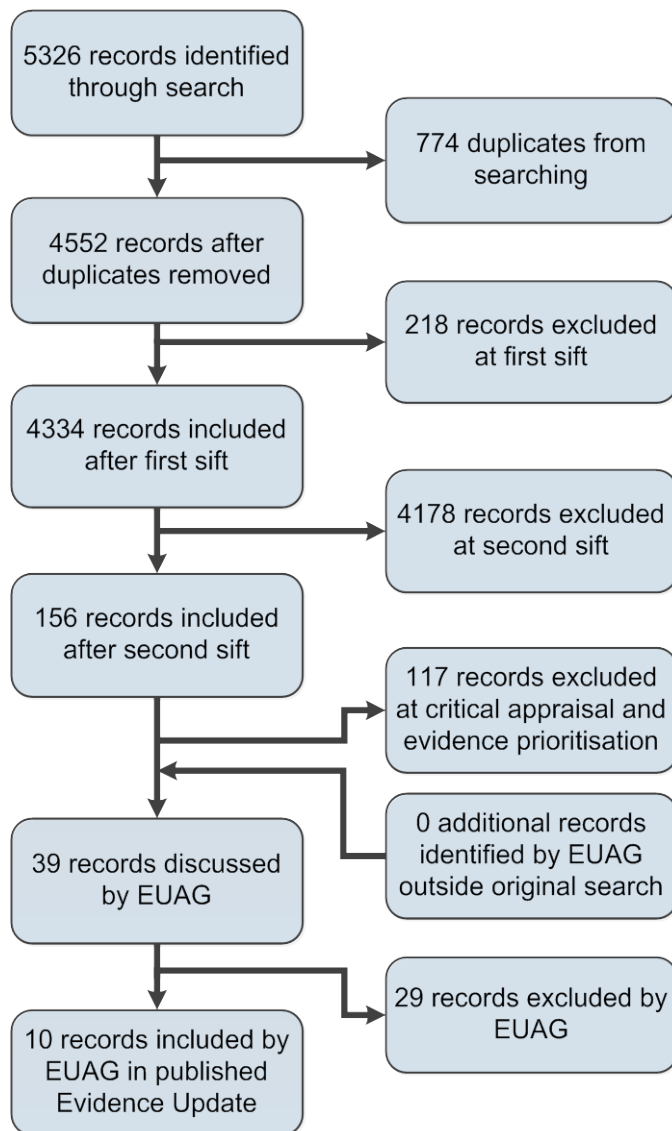 5326 records identified
through search
774 duplicates from
searching
4552 records after
duplicates removed
218 records excluded
at first sift
4334 records included
after first sift
4178 records excluded
at second sift
156 records included
after second sift
117 records excluded
at critical appraisal and
evidence prioritisation
0 additional records
identified by EUAG
outside original search
39 records discussed
by EUAG
29 records excluded by
EUAG
10 records included by
EUAG in published
Evidence Update